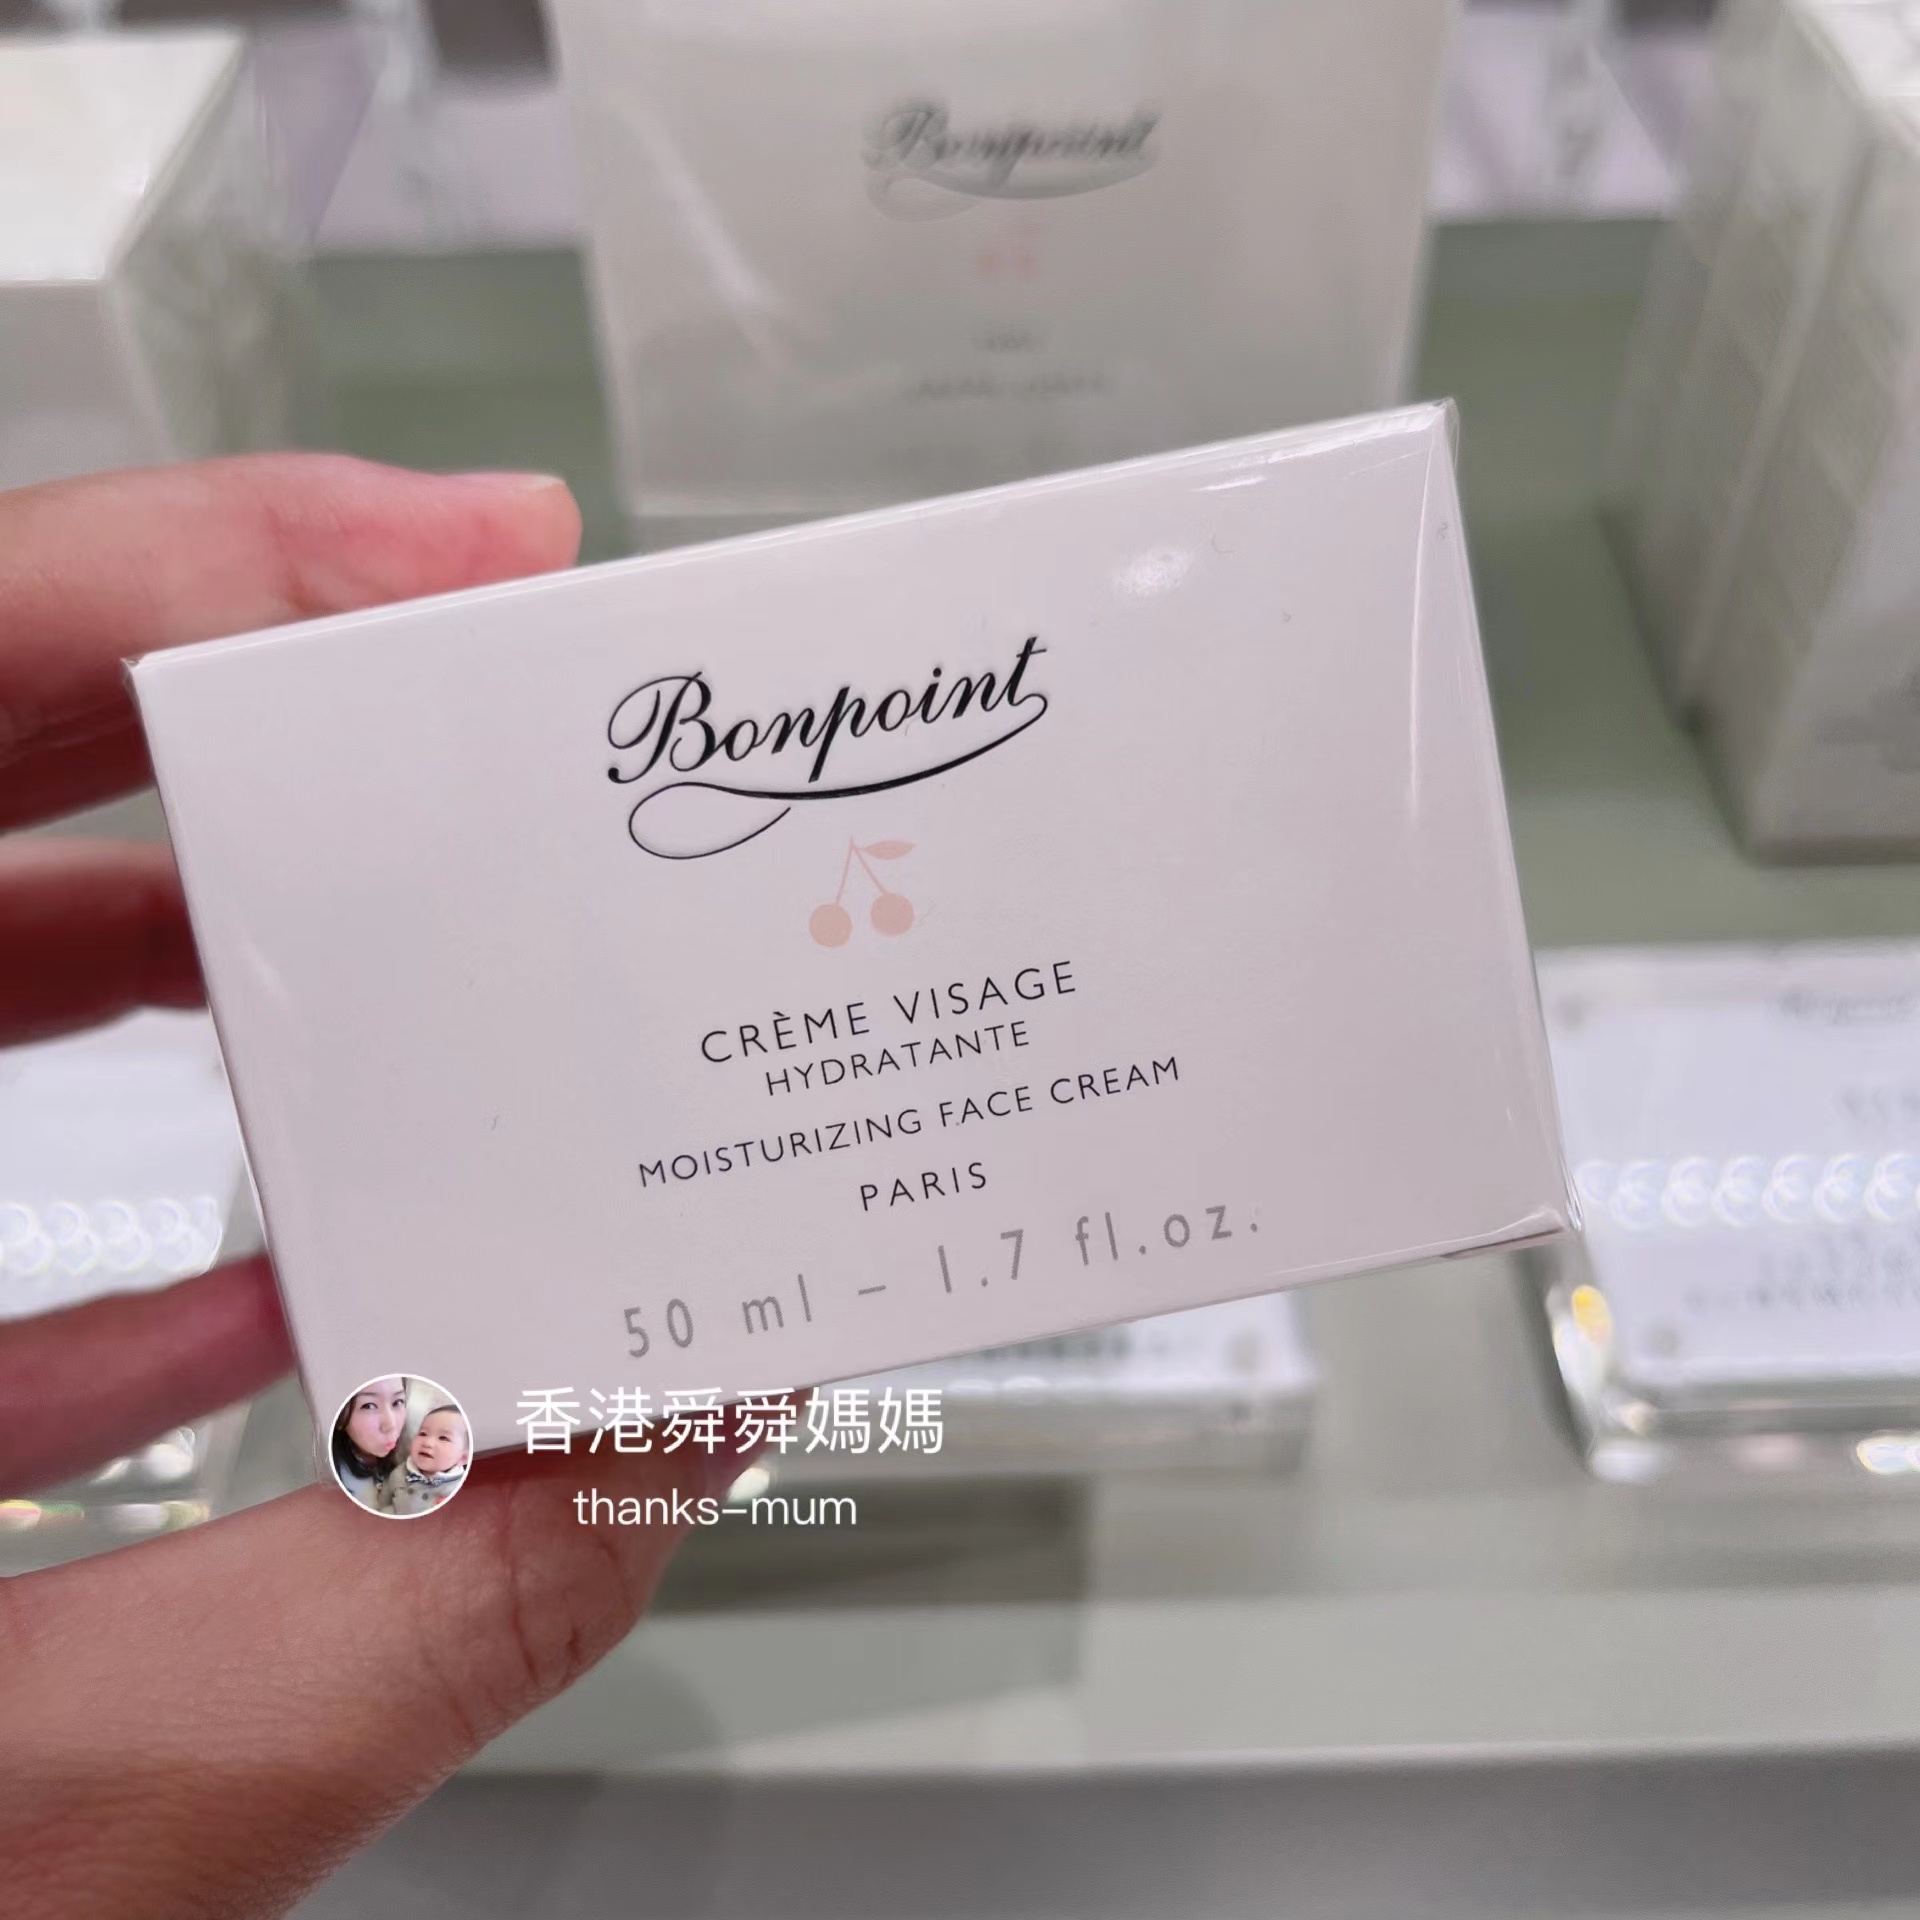 Bonpoint
Bonpoint
CRÈME VISAGE
HYDRATANTE
MOISTURIZING FACE CREAM
PARIS
50 ml - 1.7 fl.oz.
香港舜舜媽媽
thanks-mum